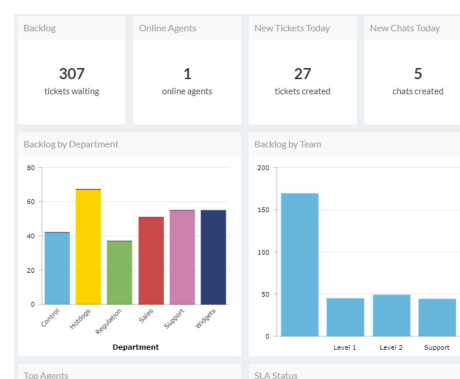 Backlog
Online Agents
New Tickets Today
New Chats Today
307
1
27
5
tickets waiting
online agents
tickets created
chats created
Backlog by Department
Backlog by Team
80
60
40
20
0
Control
Hotdogs
Regulation
Sales
Support
Widgets
Department
200
150
100
50
0
Level 1
Level 2
Support
Top Agents
SLA Status